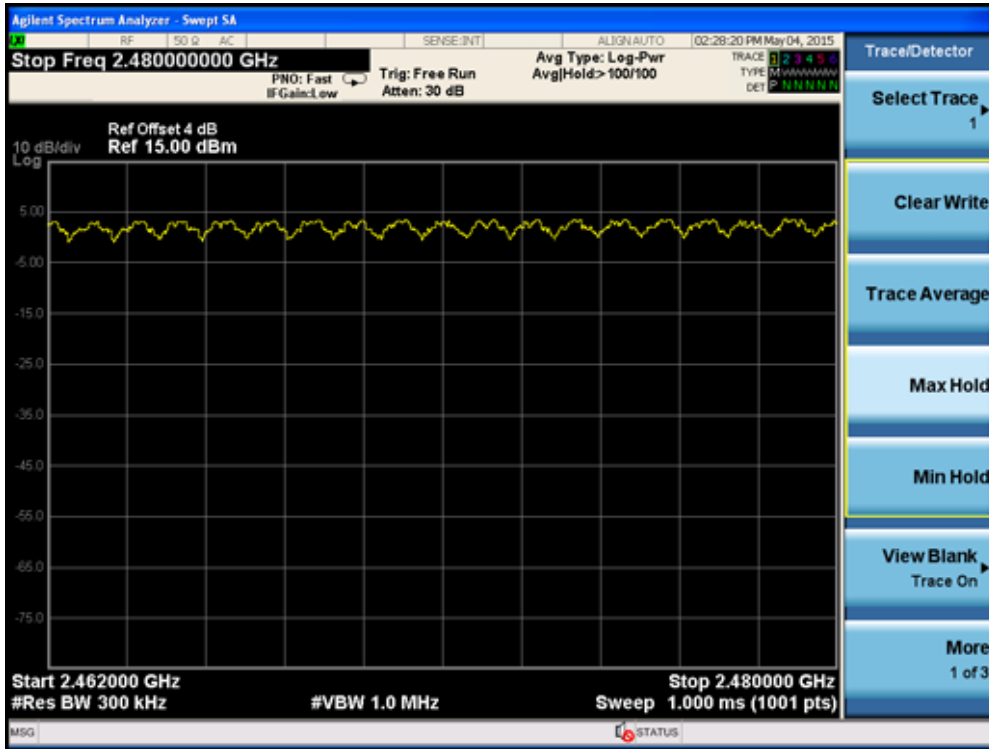 Agilent Spectrum Analyzer - Swept SA
LXI RF 50 Ω AC SENSE:INT ALIGNAUTO 02:28:20 PM May 04, 2015
Stop Freq 2.480000000 GHz
PNO: Fast
IFGain:Low
Trig: Free Run
Atten: 30 dB
Avg Type: Log-Pwr
Avg|Hold:> 100/100
TRACE 1 2 3 4 5 6
TYPE M
DET P N N N N N
Ref Offset 4 dB
10 dB/div Ref 15.00 dBm
Log
5.00
-5.00
-15.0
-25.0
-35.0
-45.0
-55.0
-65.0
-75.0
Start 2.462000 GHz Stop 2.480000 GHz
#Res BW 300 kHz #VBW 1.0 MHz Sweep 1.000 ms (1001 pts)
MSG STATUS
Trace/Detector
Select Trace
1
Clear Write
Trace Average
Max Hold
Min Hold
View Blank
Trace On
More
1 of 3